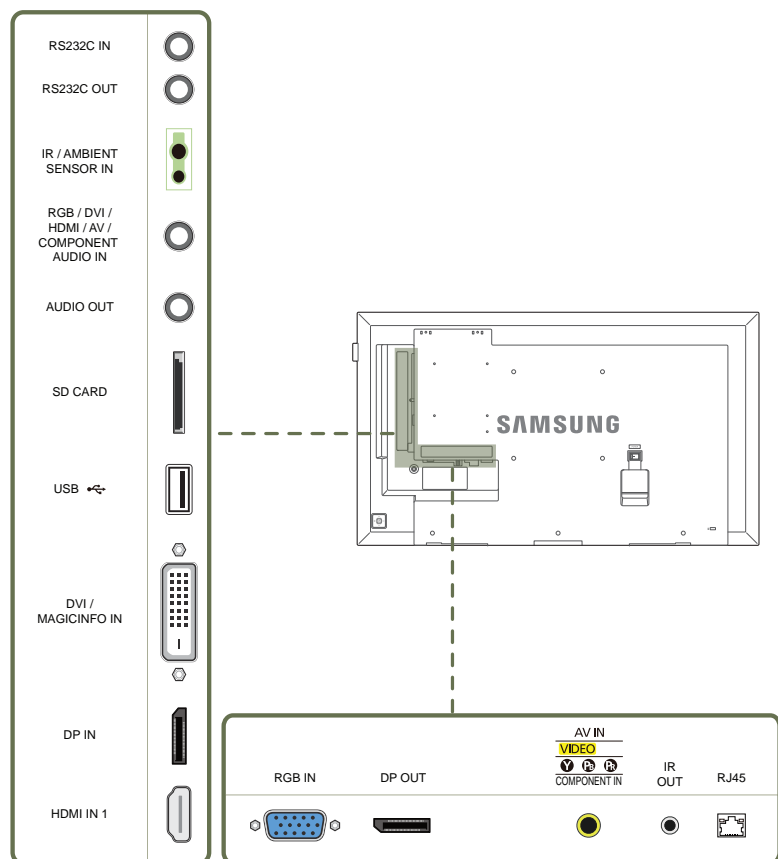 RS232C IN
RS232C OUT
IR / AMBIENT
SENSOR IN
RGB / DVI /
HDMI / AV /
COMPONENT
AUDIO IN
AUDIO OUT
SD CARD
USB
DVI /
MAGICINFO IN
DP IN
HDMI IN 1
SAMSUNG
RGB IN
DP OUT
AV IN
VIDEO
Y PB PR
COMPONENT IN
IR
OUT
RJ45